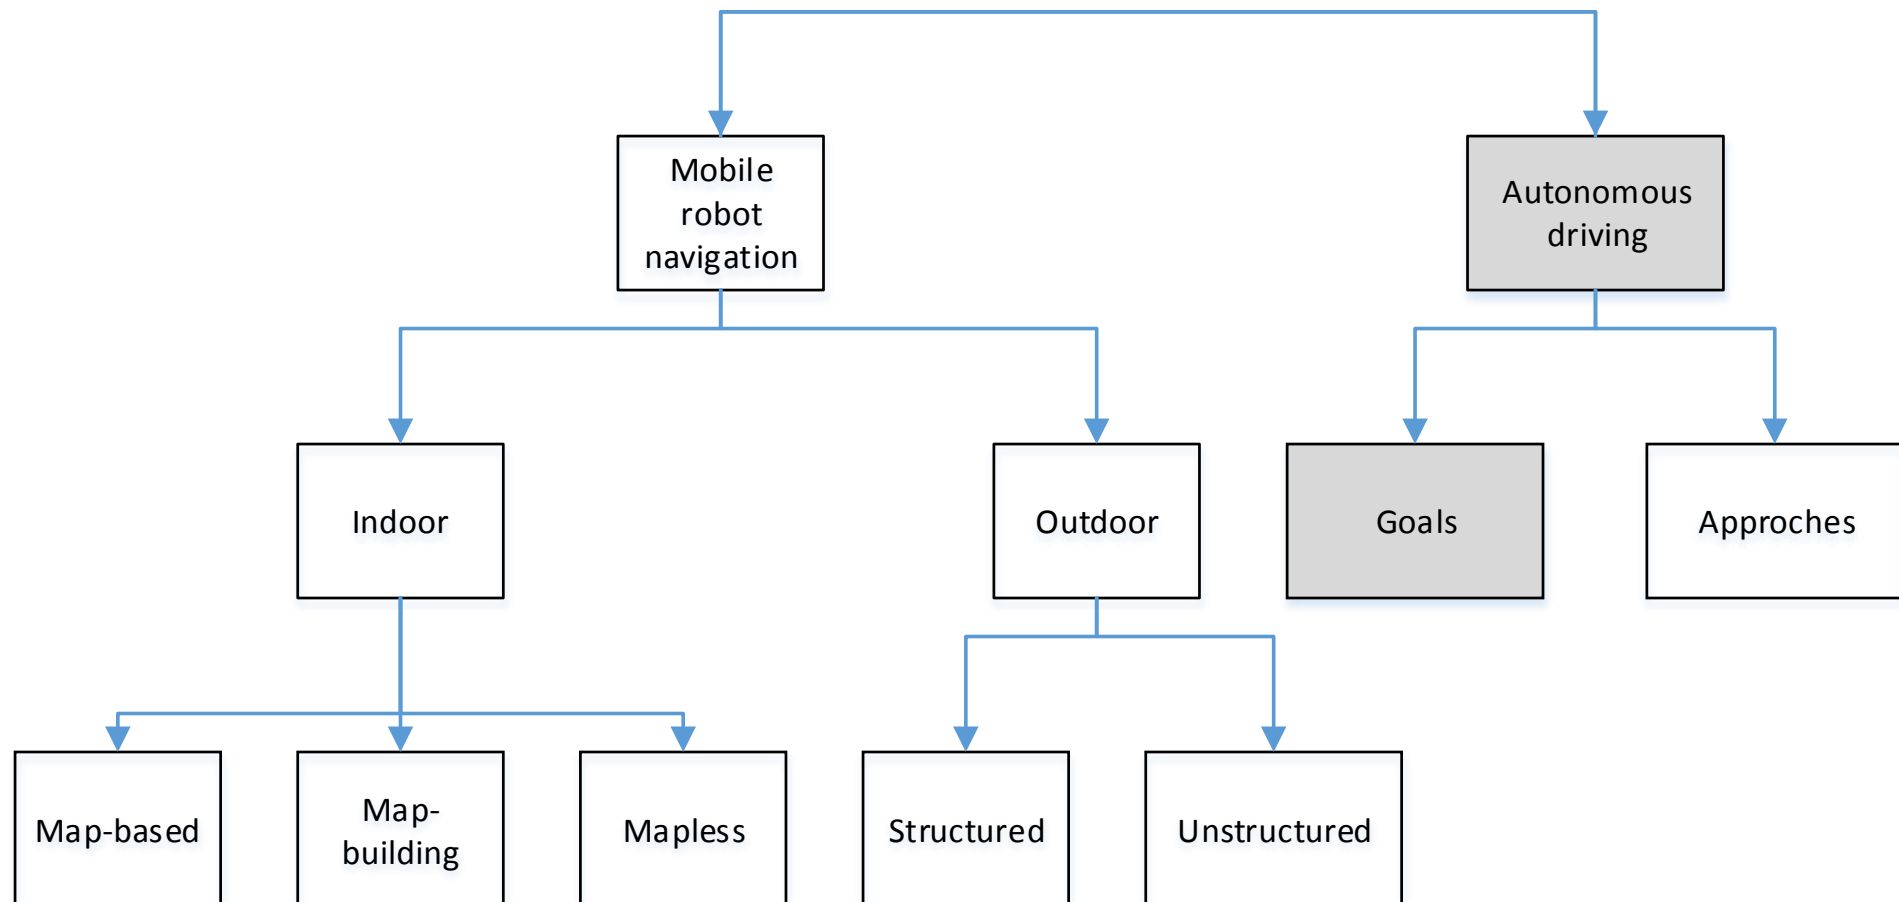 Mobile
robot
navigation
Autonomous
driving
Indoor
Outdoor
Goals
Approches
Map-based
Map-
building
Mapless
Structured
Unstructured